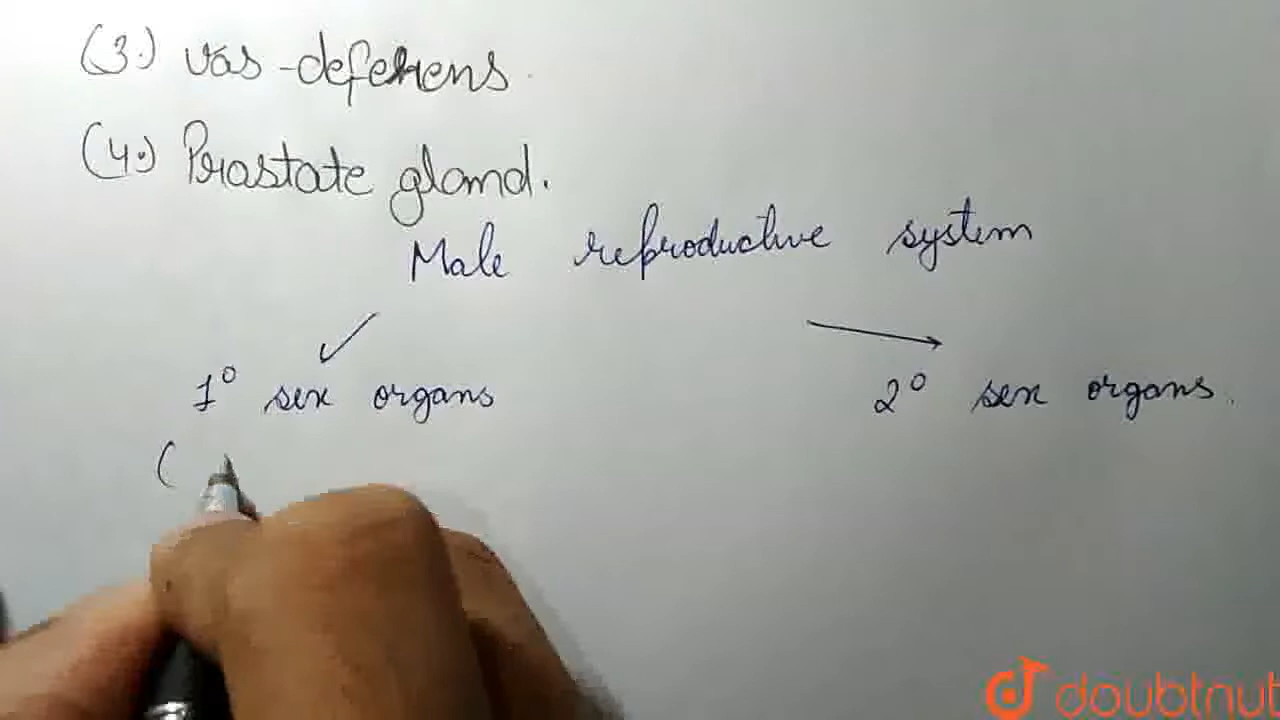 (3.) vas-deferens.
(4.) Prastate gland.
Male reproductive system
1° sex organs
2° sex organs.
(
doubtnut